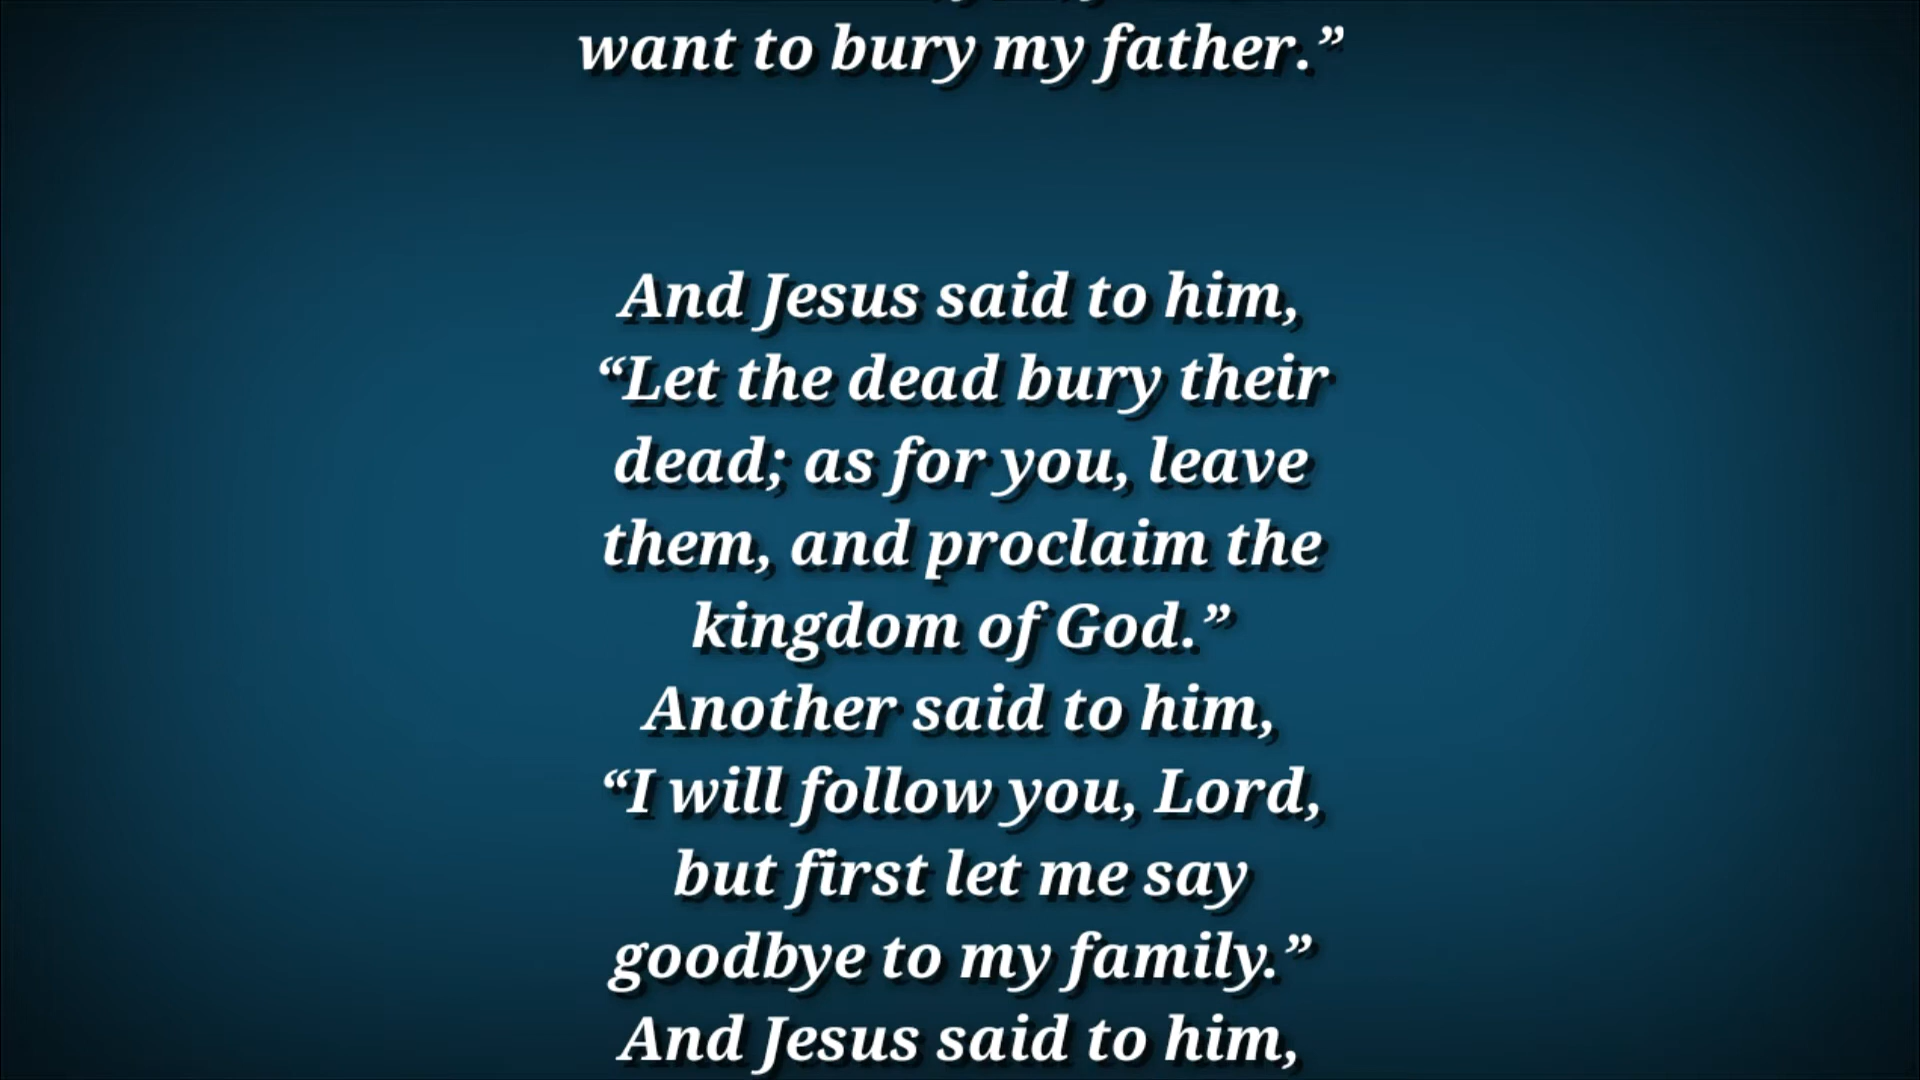 want to bury my father.”
And Jesus said to him,
“Let the dead bury their
dead; as for you, leave
them, and proclaim the
kingdom of God.”
Another said to him,
“I will follow you, Lord,
but first let me say
goodbye to my family.”
And Jesus said to him,